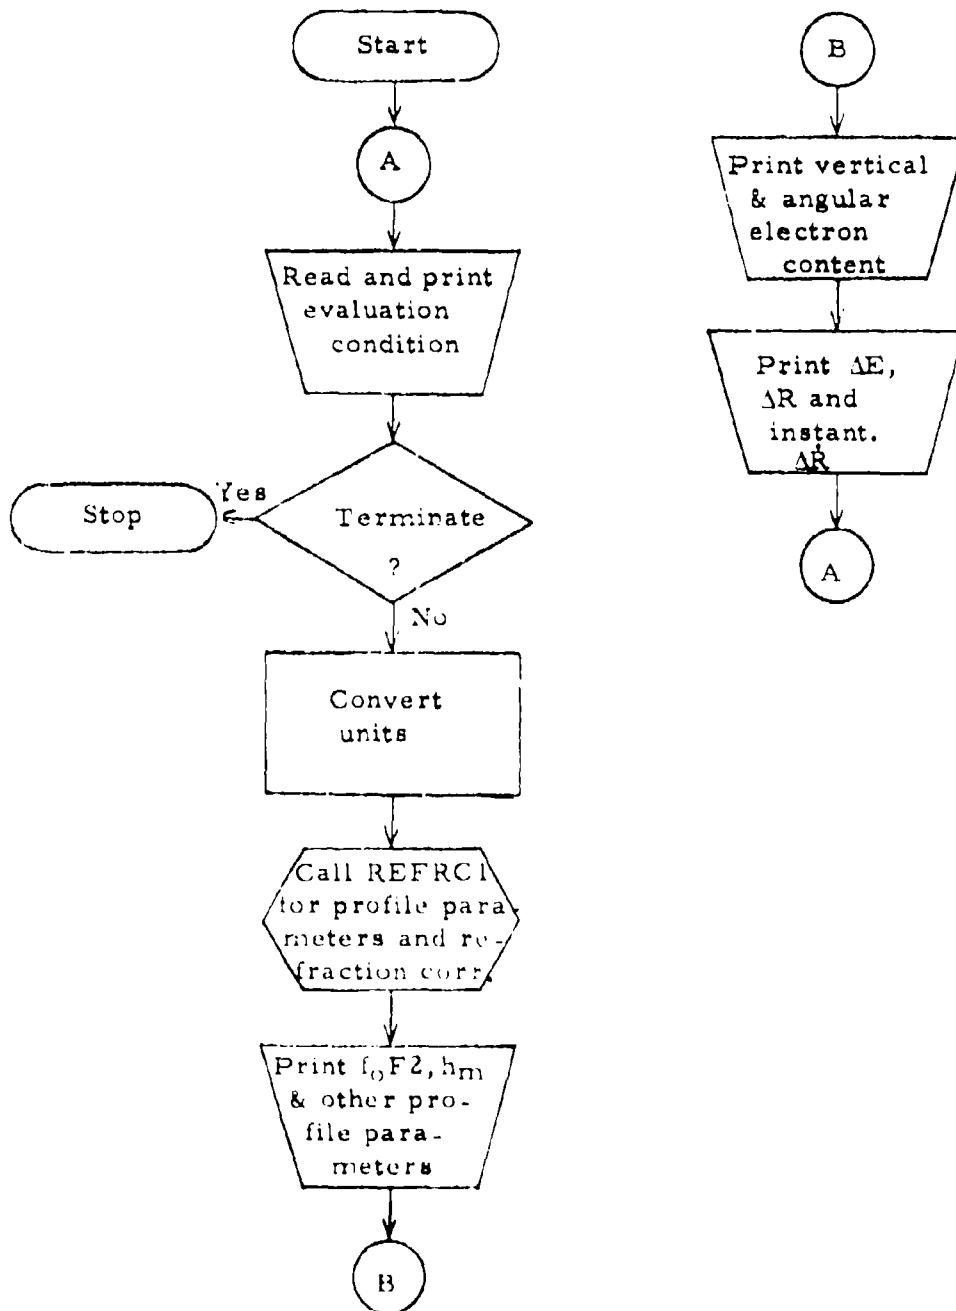 Start
A
Read and print
evaluation
condition
Terminate
?
Yes
Stop
No
Convert
units
Call REFRC1
for profile para-
meters and re-
fraction corr.
Print foF2, hm
& other pro-
file para-
meters
B
B
Print vertical
& angular
electron
content
Print ΔE,
ΔR and
instant.
ΔṘ
A